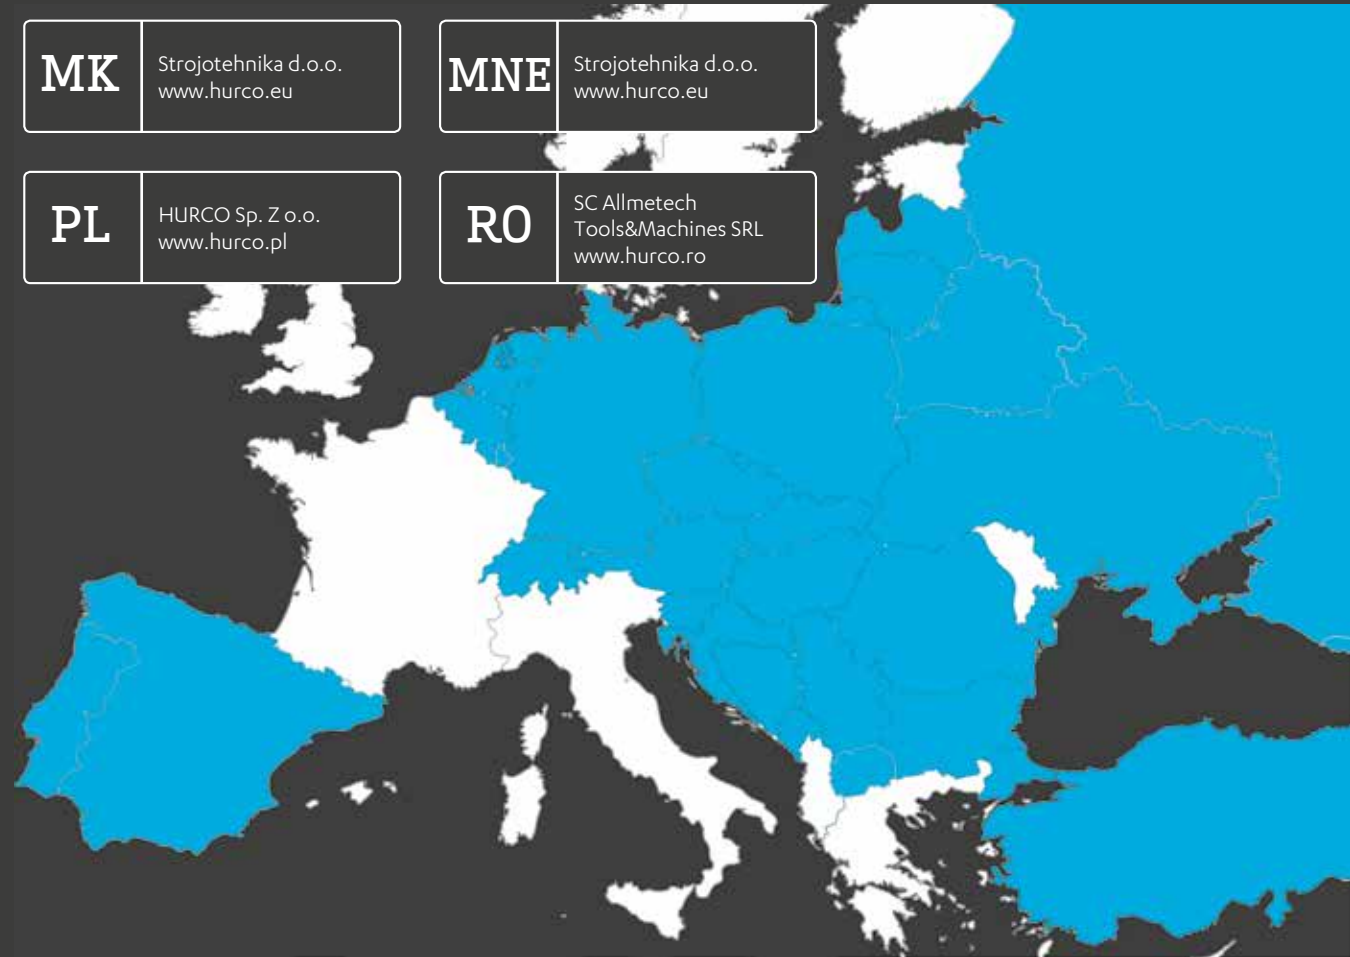 MK
Strojotehnika d.o.o.
www.hurco.eu
MNE
Strojotehnika d.o.o.
www.hurco.eu
PL
HURCO Sp. Z o.o.
www.hurco.pl
RO
SC Allmetech
Tools&Machines SRL
www.hurco.ro